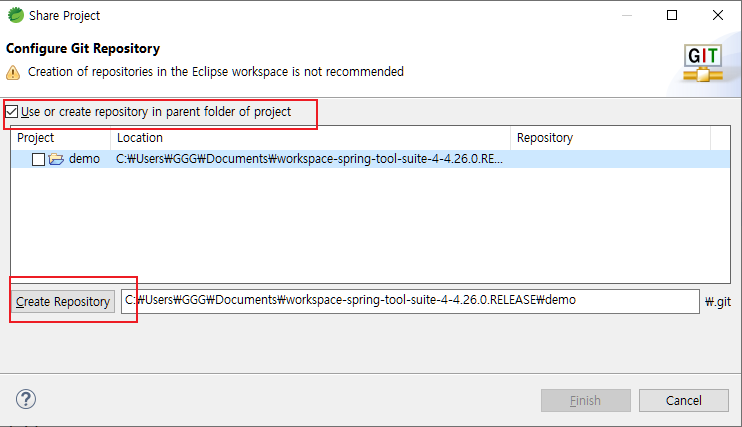 Share Project
Configure Git Repository
Creation of repositories in the Eclipse workspace is not recommended
GIT
Use or create repository in parent folder of project
Project Location Repository
demo C:₩Users₩GGG₩Documents₩workspace-spring-tool-suite-4-4.26.0.RE...
Create Repository C:₩Users₩GGG₩Documents₩workspace-spring-tool-suite-4-4.26.0.RELEASE₩demo ₩.git
? Finish Cancel